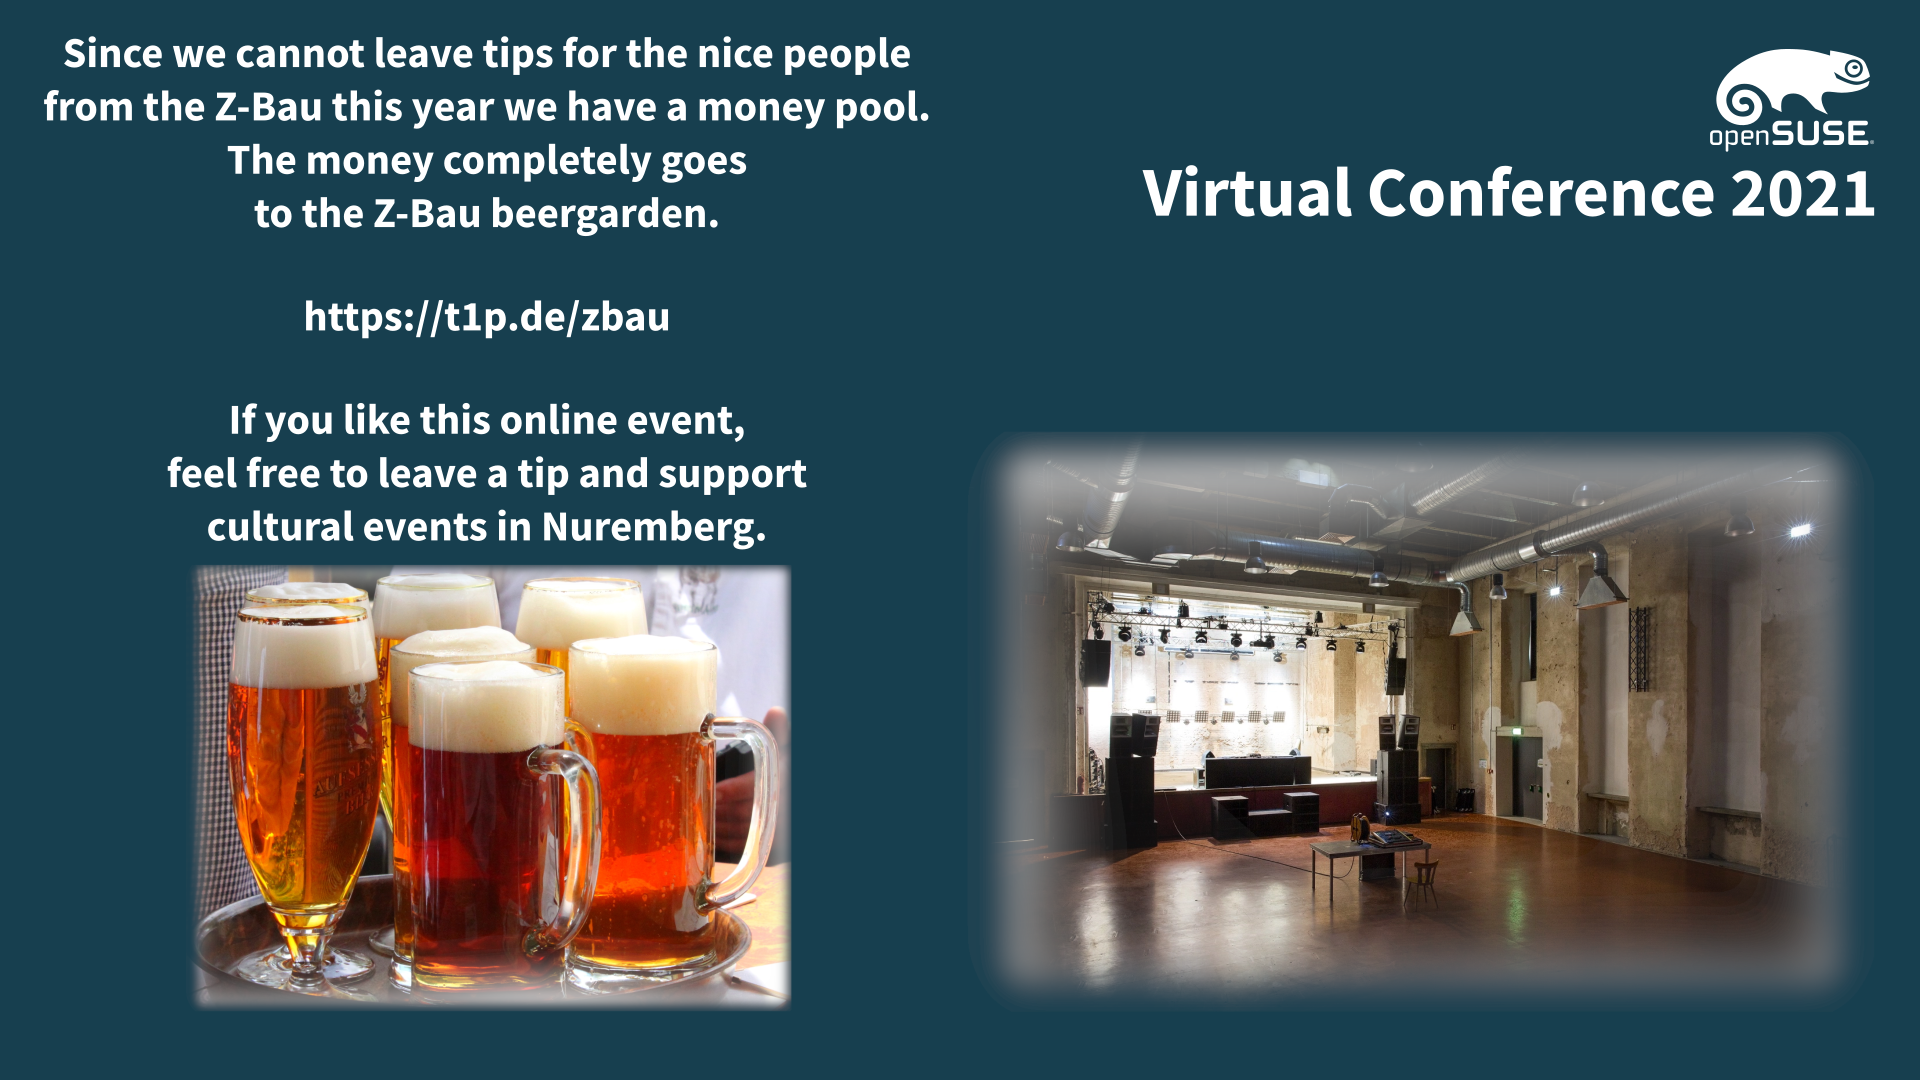 Since we cannot leave tips for the nice people
from the Z-Bau this year we have a money pool.
The money completely goes
to the Z-Bau beergarden.
https://t1p.de/zbau
If you like this online event,
feel free to leave a tip and support
cultural events in Nuremberg.
openSUSE
Virtual Conference 2021